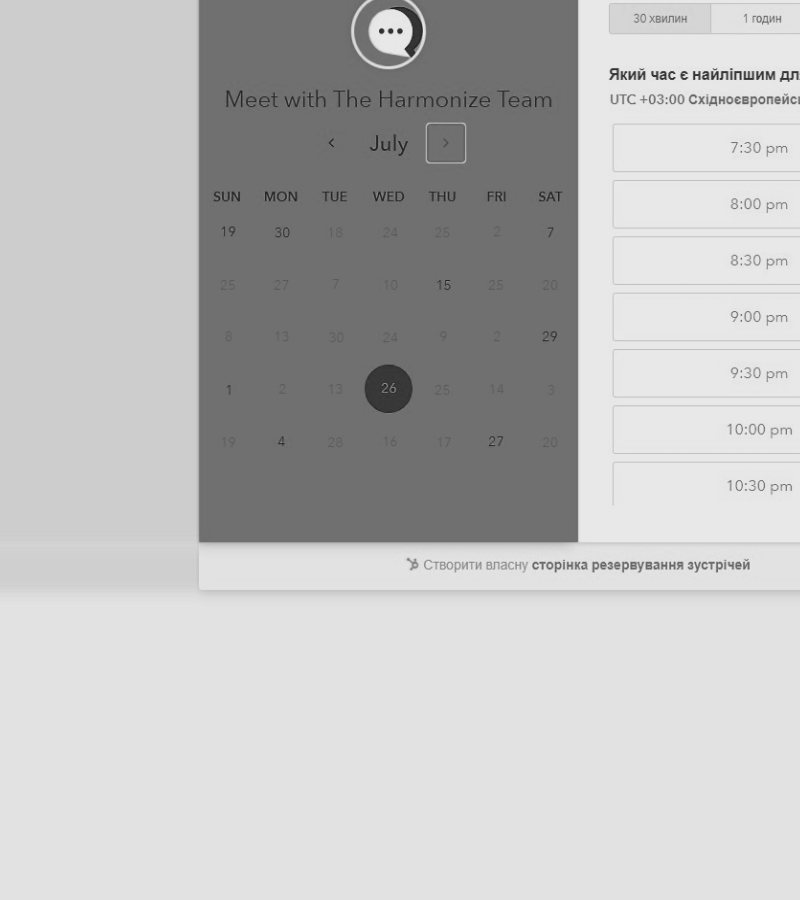 30 хвилин 1 годин
Meet with The Harmonize Team
Який час є найліпшим
UTC +03:00
July
SUN MON TUE WED THU FRI SAT
19 30 18 24 25 2 7
25 27 7 10 15 25 20
8 13 30 24 9 2 29
1 2 13 26 25 14 3
19 4 28 16 17 27 20
7:30 pm
8:00 pm
8:30 pm
9:00 pm
9:30 pm
10:00 pm
10:30 pm
Створити власну сторінка резервування зустрічей